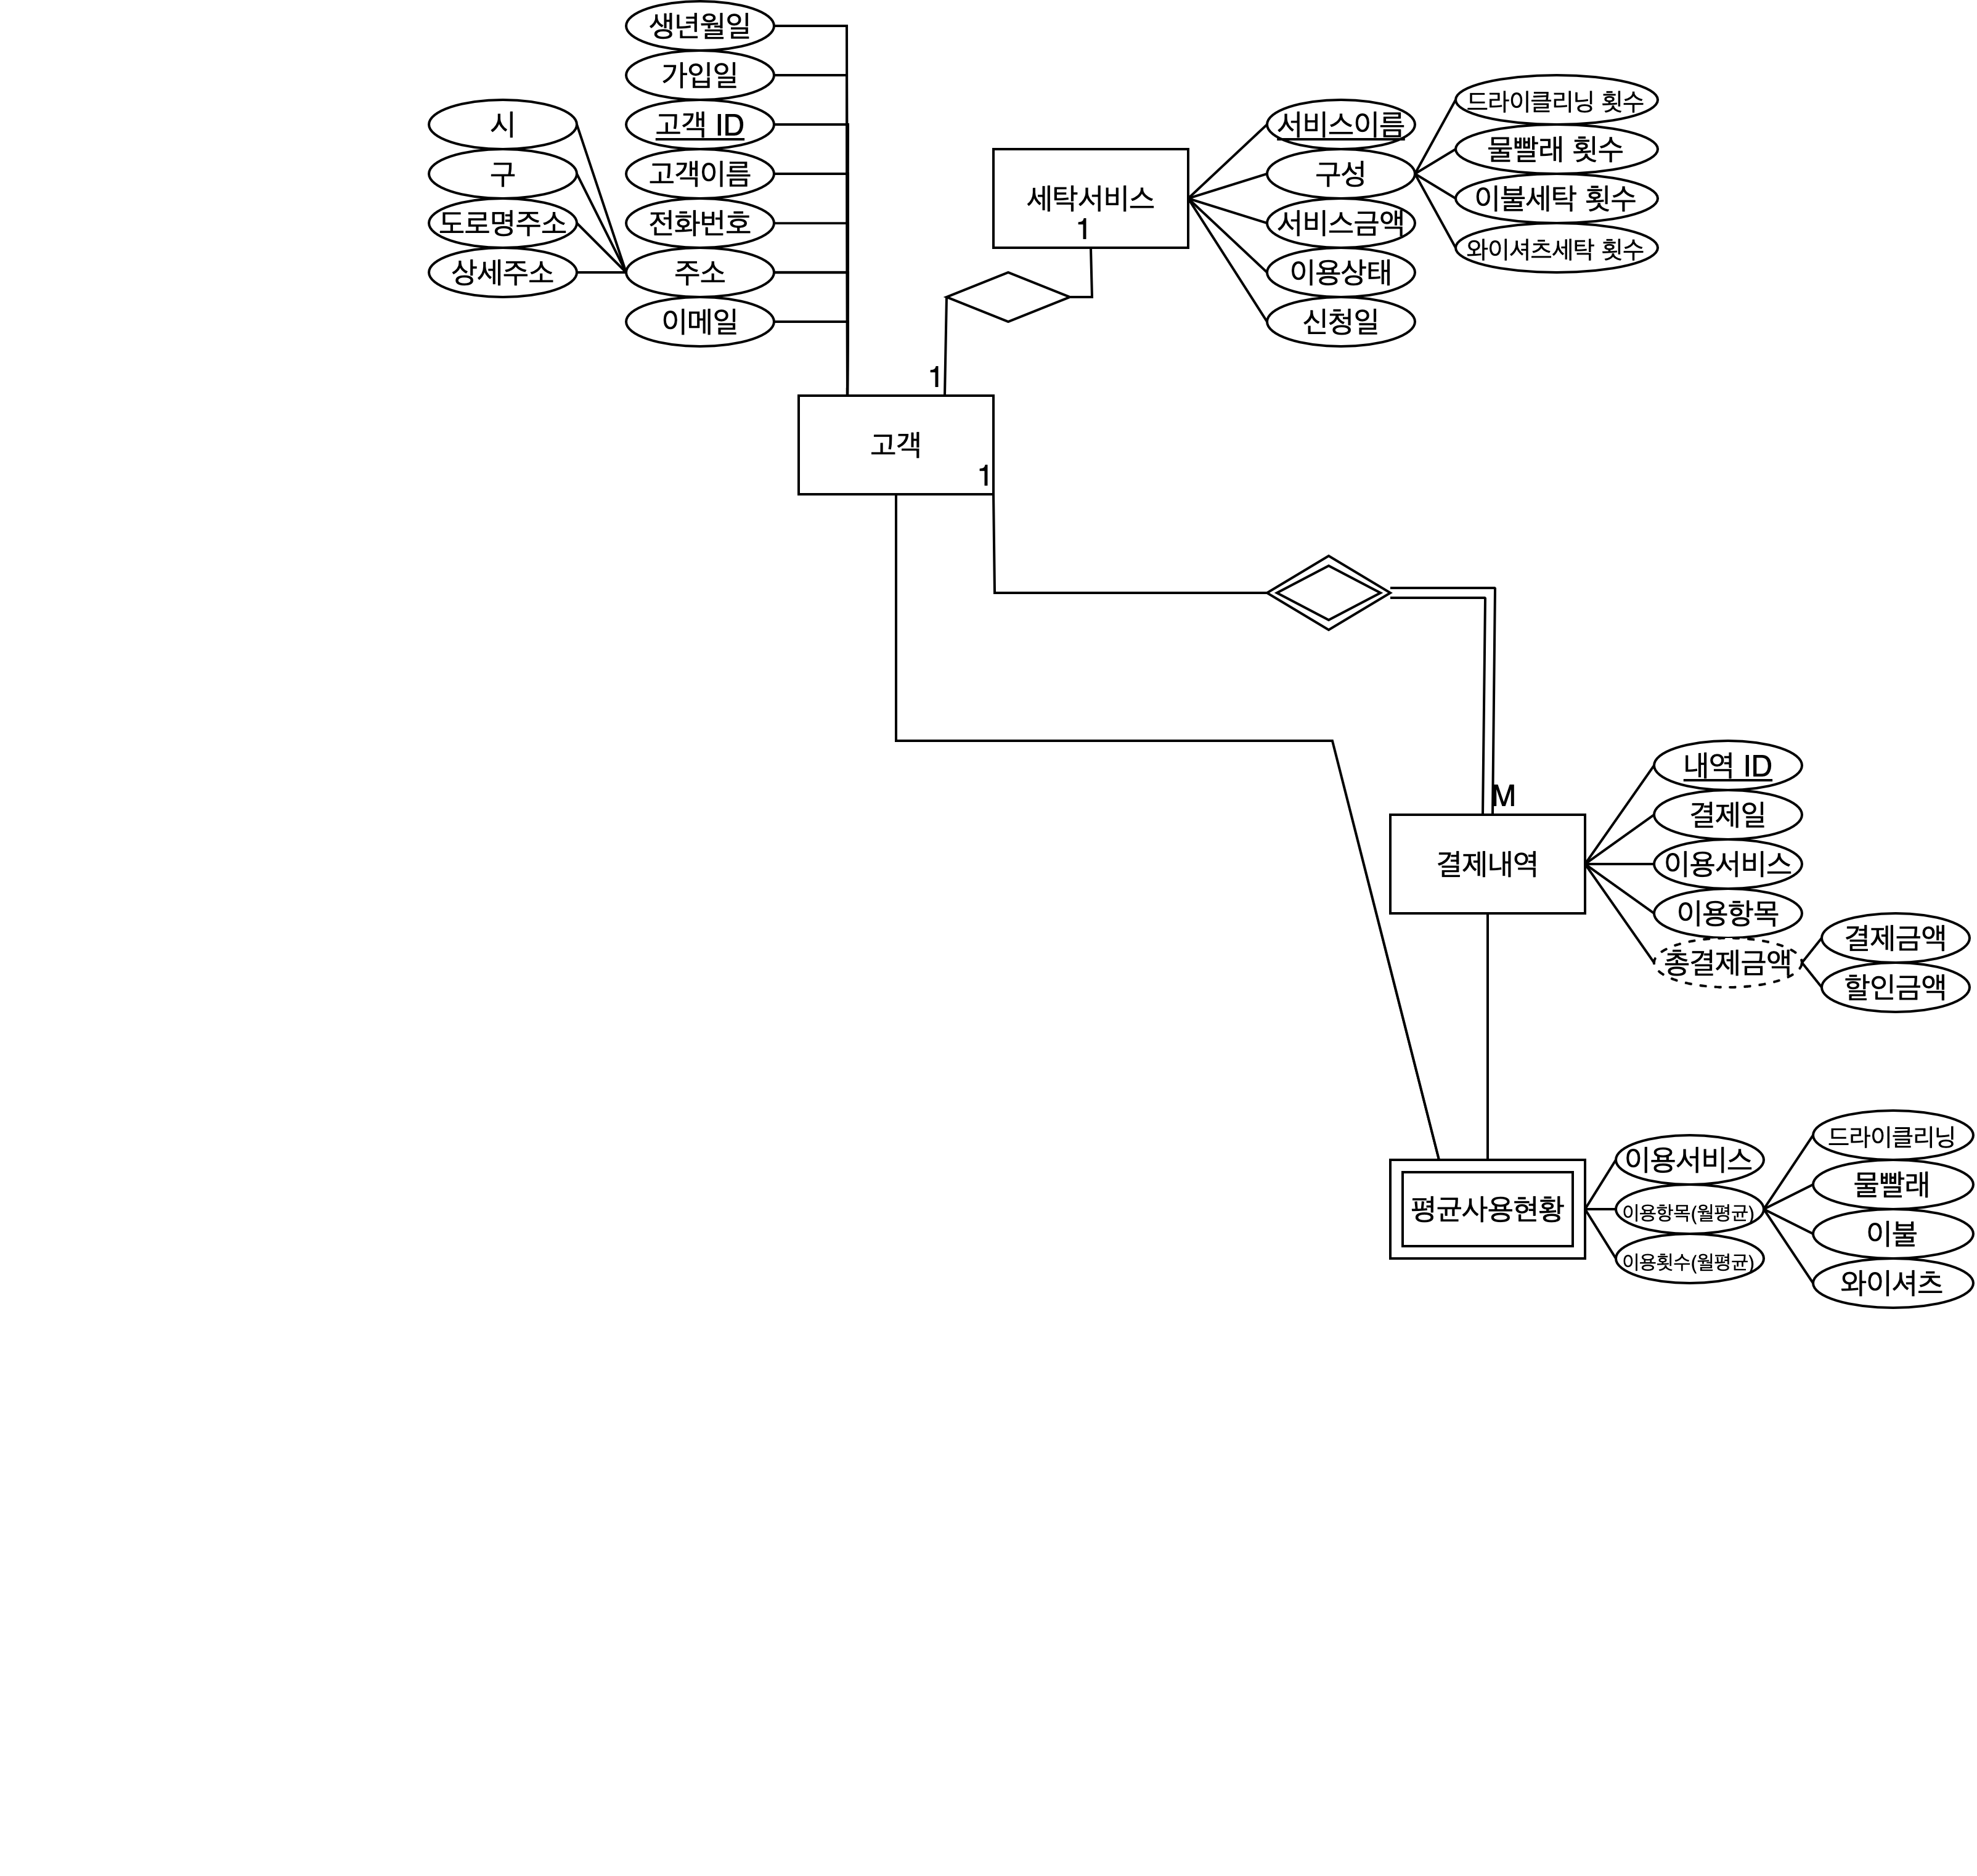 생년월일
가입일
고객 ID
고객이름
전화번호
주소
이메일
시
구
도로명주소
상세주소
세탁서비스
1
서비스이름
구성
서비스금액
이용상태
신청일
드라이클리닝 횟수
물빨래 횟수
이불세탁 횟수
와이셔츠세탁 횟수
1
고객
1
M
결제내역
내역 ID
결제일
이용서비스
이용항목
총결제금액
결제금액
할인금액
평균사용현황
이용서비스
이용항목(월평균)
이용횟수(월평균)
드라이클리닝
물빨래
이불
와이셔츠